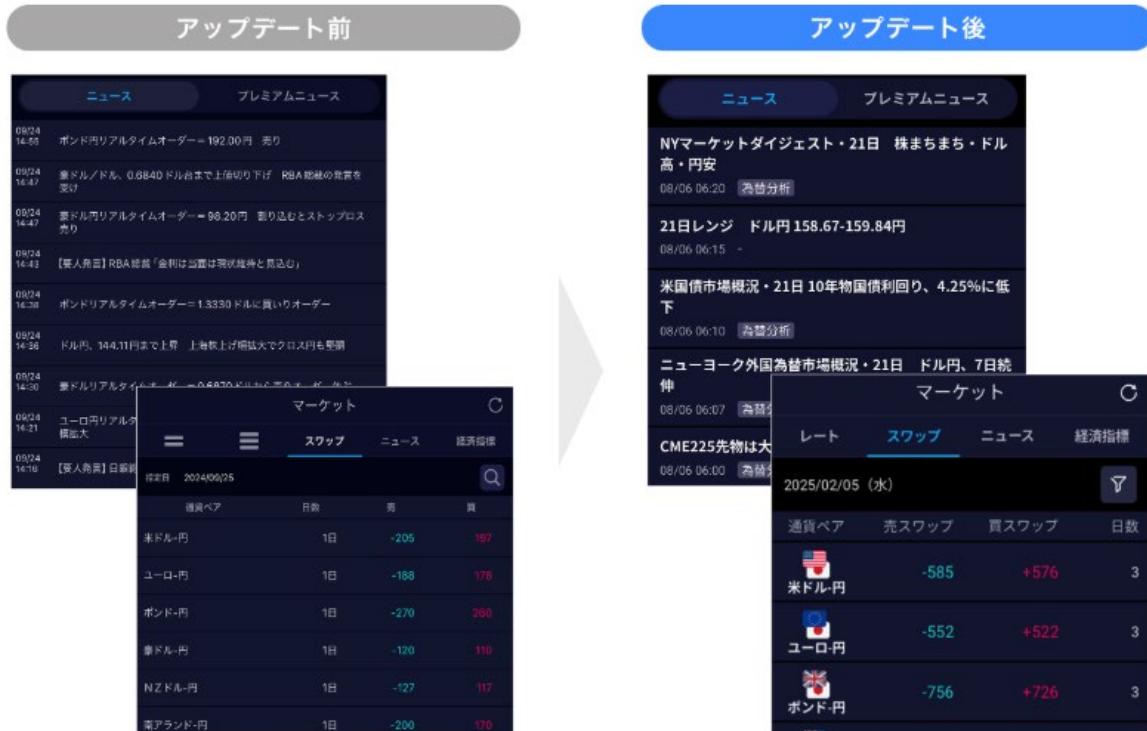 アップデート前
ニュース
プレミアムニュース
09/24
14:47
豪ドル/ドル、0.6840ドル台まで上値切り下げ RBA総裁の発言を
受け
09/24
14:47
豪ドル円リアルタイムオーダー=98.20円 割り込むとストップロス
売り
09/24
14:43
【要人発言】RBA総裁「金利は当面は現状維持と見込む」
09/24
ポンド円リアルタイムオーダー=192.00円 売り
09/24
ポンドリアルタイムオーダー=1.3330ドルに買いりオーダー
09/24
14:36
ドル円、144.11円まで上昇 上海株上げ幅拡大でクロス円も堅調
09/24
14:30
09/24
14:21
ユーロ円リアルタ
09/24
14:16
【要人発言】日銀
マーケット
スワップ
ニュース
経済指標
指定日 2024/09/25
通貨ペア 日数 売 買
米ドル-円 1日 -205 197
ユーロ-円 1日 -188 178
ポンド-円 1日 -270 260
豪ドル-円 1日 -120 110
NZドル-円 1日 -127 117
南アランド-円 1日 -200 170
アップデート後
ニュース
プレミアムニュース
NYマーケットダイジェスト・21日 株まちまち・ドル
高・円安
08/06 06:20 為替分析
21日レンジ ドル円 158.67-159.84円
08/06 06:15 -
米国債市場概況・21日 10年物国債利回り、4.25%に低
下
08/06 06:10 為替分析
ニューヨーク外国為替市場概況・21日 ドル円、7日続
伸
08/06 06:07 為替分
CME225先物は大
08/06 06:00 為替分
マーケット
レート スワップ ニュース 経済指標
2025/02/05(水)
通貨ペア 売スワップ 買スワップ 日数
米ドル-円 -585 +576 3
ユーロ-円 -552 +522 3
ポンド-円 -756 +726 3